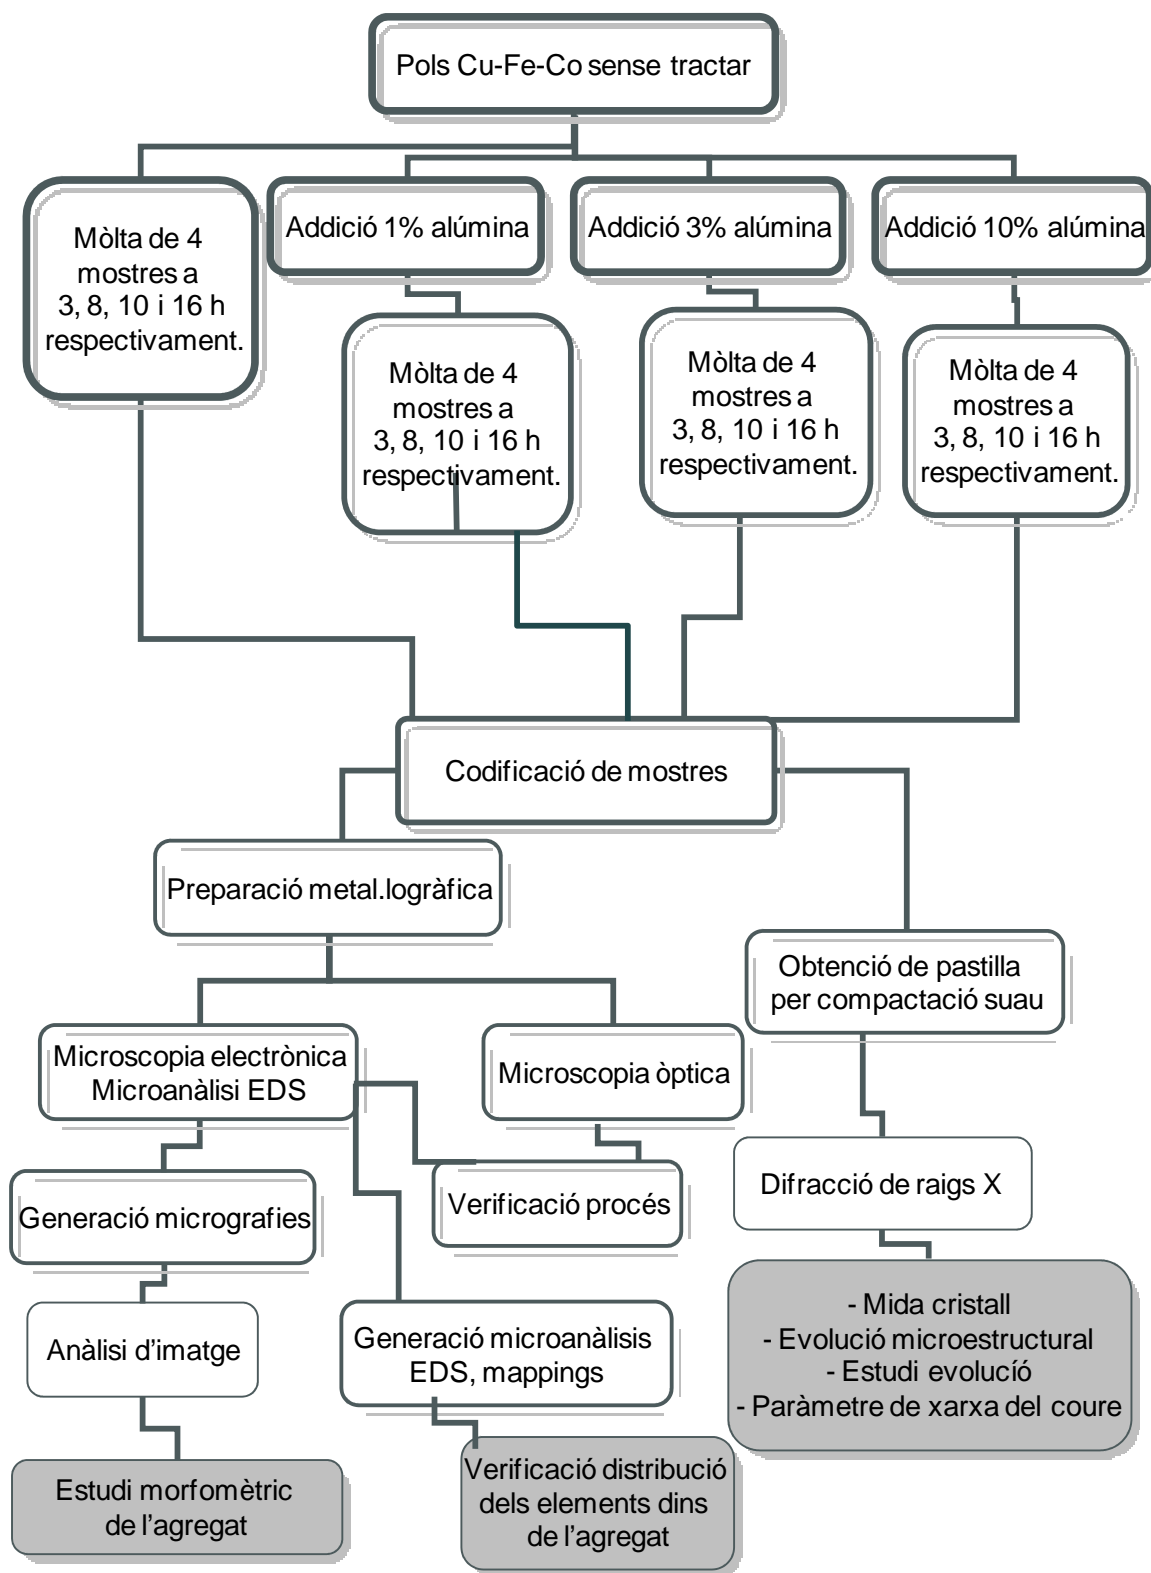 Pols Cu-Fe-Co sense tractar
Mòlta de 4
mostres a
3, 8, 10 i 16 h
respectivament.
Addició 1% alúmina
Addició 3% alúmina
Addició 10% alúmina
Mòlta de 4
mostres a
3, 8, 10 i 16 h
respectivament.
Mòlta de 4
mostres a
3, 8, 10 i 16 h
respectivament.
Mòlta de 4
mostres a
3, 8, 10 i 16 h
respectivament.
Codificació de mostres
Preparació metal.logràfica
Obtenció de pastilla
per compactació suau
Microscopia electrònica
Microanàlisi EDS
Microscopia òptica
Difracció de raigs X
Generació micrografies
Verificació procés
- Mida cristall
- Evolució microestructural
- Estudi evolucíó
- Paràmetre de xarxa del coure
Anàlisi d'imatge
Generació microanàlisis
EDS, mappings
Estudi morfomètric
de l'agregat
Verificació distribució
dels elements dins
de l'agregat